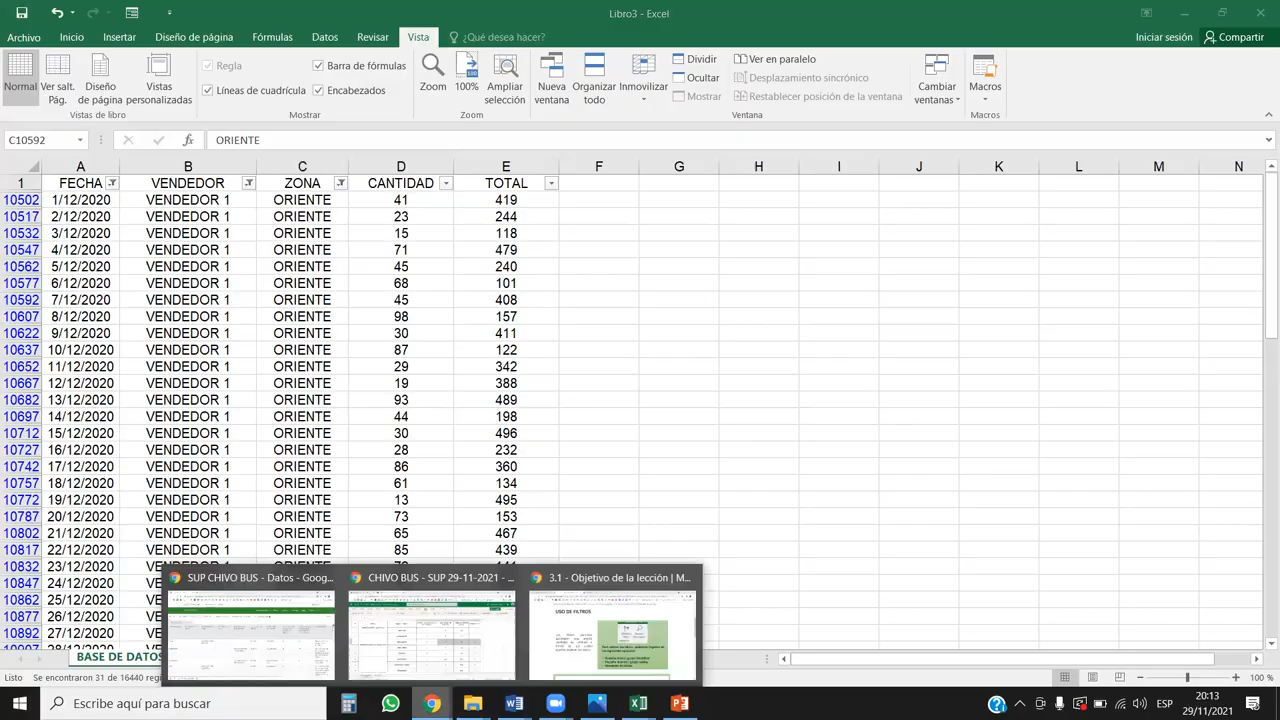 Libro3 - Excel
Archivo Inicio Insertar Diseño de página Fórmulas Datos Revisar Vista ¿Qué desea hacer? Iniciar sesión Compartir
Normal Ver salt. Pág. Diseño de página Vistas personalizadas
Regla Barra de fórmulas
Líneas de cuadrícula Encabezados
Zoom 100% Ampliar selección
Nueva ventana Organizar todo Inmovilizar
Dividir Ver en paralelo
Ocultar Desplazamiento sincrónico
Mostrar Restablecer posición de la ventana
Cambiar ventanas Macros
Vistas de libro Mostrar Zoom Ventana Macros
C10592 fx ORIENTE
A B C D E F G H I J K L M N
1 FECHA VENDEDOR ZONA CANTIDAD TOTAL
10502 1/12/2020 VENDEDOR 1 ORIENTE 41 419
10517 2/12/2020 VENDEDOR 1 ORIENTE 23 244
10532 3/12/2020 VENDEDOR 1 ORIENTE 15 118
10547 4/12/2020 VENDEDOR 1 ORIENTE 71 479
10562 5/12/2020 VENDEDOR 1 ORIENTE 45 240
10577 6/12/2020 VENDEDOR 1 ORIENTE 68 101
10592 7/12/2020 VENDEDOR 1 ORIENTE 45 408
10607 8/12/2020 VENDEDOR 1 ORIENTE 98 157
10622 9/12/2020 VENDEDOR 1 ORIENTE 30 411
10637 10/12/2020 VENDEDOR 1 ORIENTE 87 122
10652 11/12/2020 VENDEDOR 1 ORIENTE 29 342
10667 12/12/2020 VENDEDOR 1 ORIENTE 19 388
10682 13/12/2020 VENDEDOR 1 ORIENTE 93 489
10697 14/12/2020 VENDEDOR 1 ORIENTE 44 198
10712 15/12/2020 VENDEDOR 1 ORIENTE 30 496
10727 16/12/2020 VENDEDOR 1 ORIENTE 28 232
10742 17/12/2020 VENDEDOR 1 ORIENTE 86 360
10757 18/12/2020 VENDEDOR 1 ORIENTE 61 134
10772 19/12/2020 VENDEDOR 1 ORIENTE 13 495
10787 20/12/2020 VENDEDOR 1 ORIENTE 73 153
10802 21/12/2020 VENDEDOR 1 ORIENTE 65 467
10817 22/12/2020 VENDEDOR 1 ORIENTE 85 439
10832 23/12/2020
10847 24/12/2020
10862 25/12/2020
10877 26/12/2020
10892 27/12/2020
SUP CHIVO BUS - Datos - Goog... CHIVO BUS - SUP 29-11-2021 - ... 3.1 - Objetivo de la lección | M...
USO DE FILTROS
BASE DE DATOS
Listo Se encontraron 31 de 16440 regi 100 %
Escribe aquí para buscar
ESP 20:13
29/11/2021